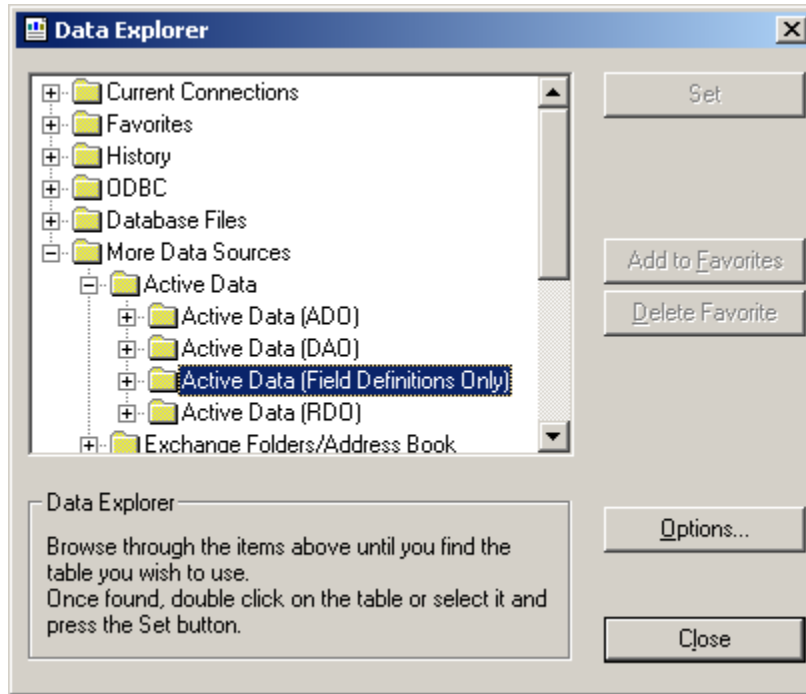 Data Explorer
Current Connections
Favorites
History
ODBC
Database Files
More Data Sources
Active Data
Active Data (ADO)
Active Data (DAO)
Active Data (Field Definitions Only)
Active Data (RDO)
Exchange Folders/Address Book
Set
Add to Favorites
Delete Favorite
Data Explorer
Browse through the items above until you find the
table you wish to use.
Once found, double click on the table or select it and
press the Set button.
Options...
Close